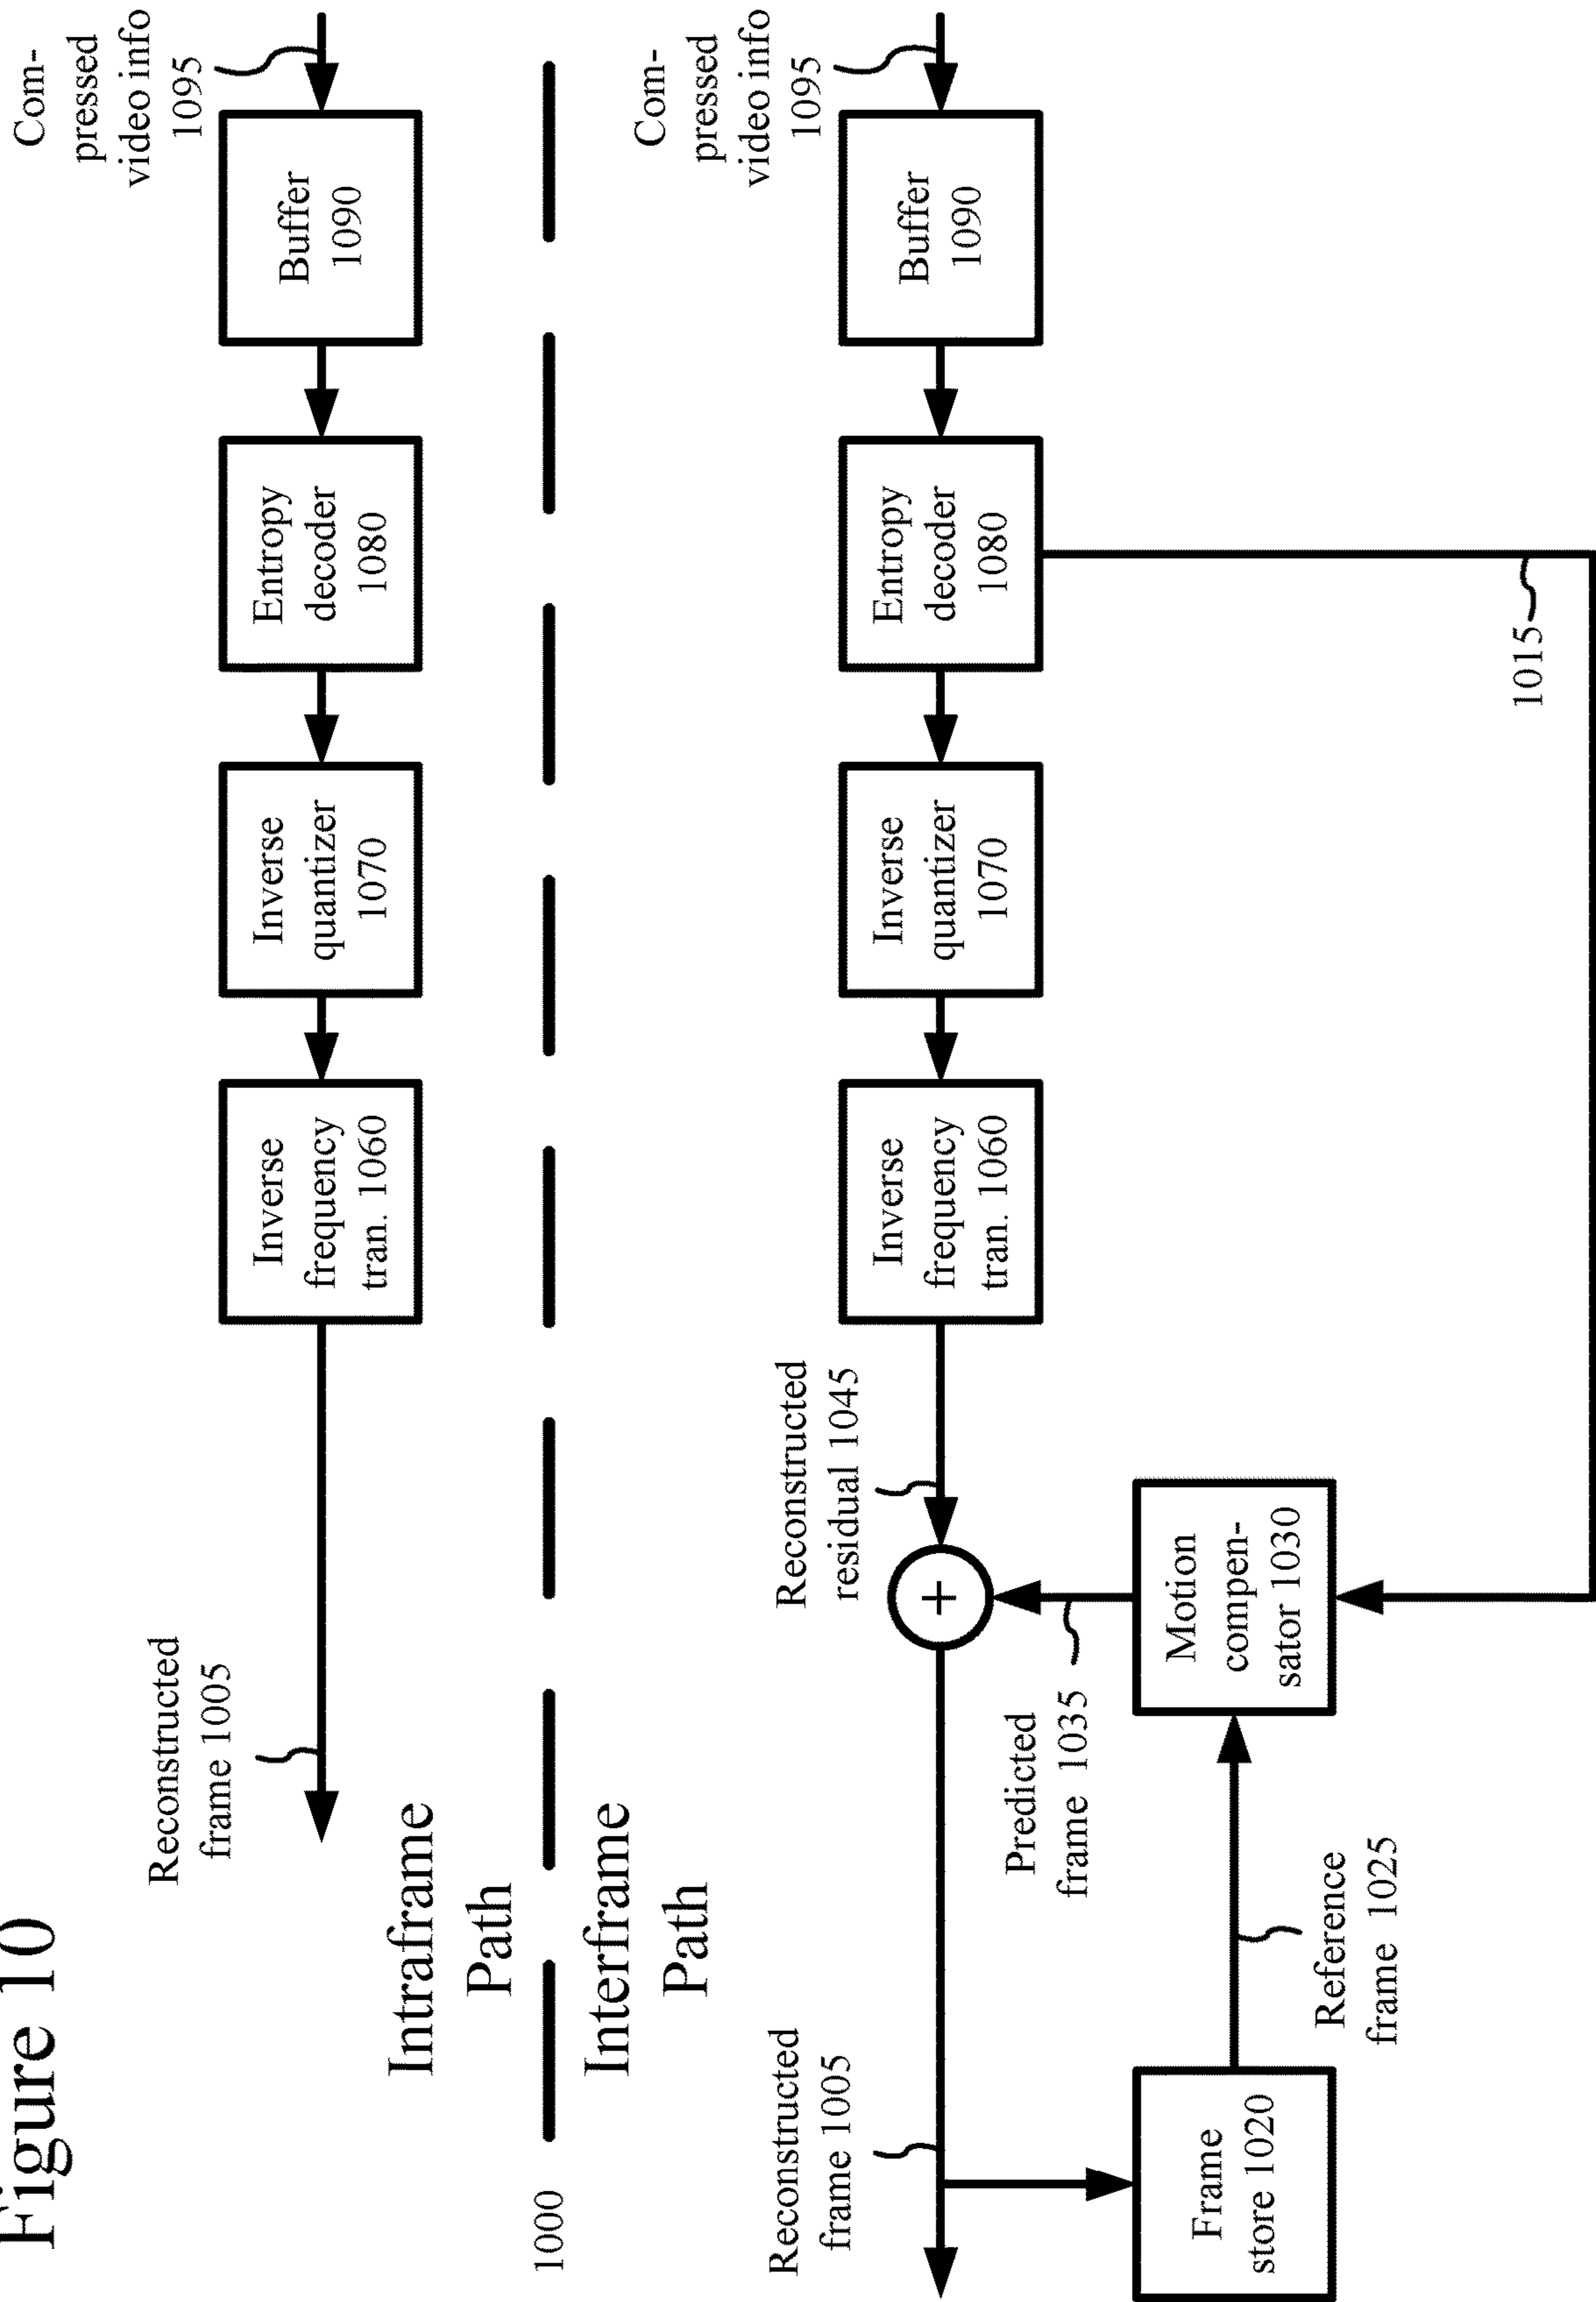 Figure 10
Reconstructed
frame 1005
Inverse
frequency
tran. 1060
Inverse
quantizer
1070
Entropy
decoder
1080
Buffer
1090
Com-
pressed
video info
1095
Intraframe
Path
1000
Interframe
Path
Reconstructed
frame 1005
Reconstructed
residual 1045
+
Inverse
frequency
tran. 1060
Inverse
quantizer
1070
Entropy
decoder
1080
Buffer
1090
Com-
pressed
video info
1095
Predicted
frame 1035
Frame
store 1020
Reference
frame 1025
Motion
compen-
sator 1030
1015